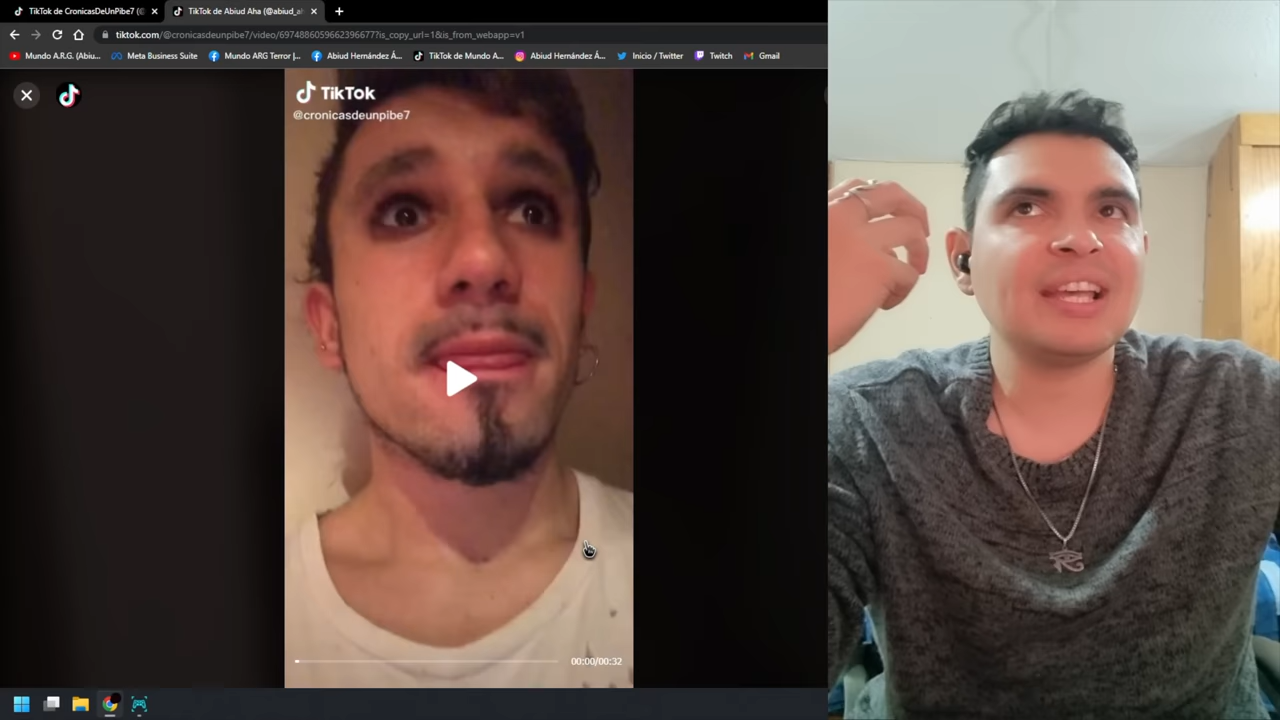 TikTok de CronicasDeUnPibe7 (@
TikTok de Abiud Aha (@abiud_ah
tiktok.com/@cronicasdeunpibe7/video/6974886059662396677?is_copy_url=1&is_from_webapp=v1
Mundo A.R.G. (Abiu...
Meta Business Suite
Mundo ARG Terror |...
Abiud Hernández Á...
TikTok de Mundo A...
Abiud Hernández Á...
Inicio / Twitter
Twitch
Gmail
TikTok
@cronicasdeunpibe7
00:00/00:32